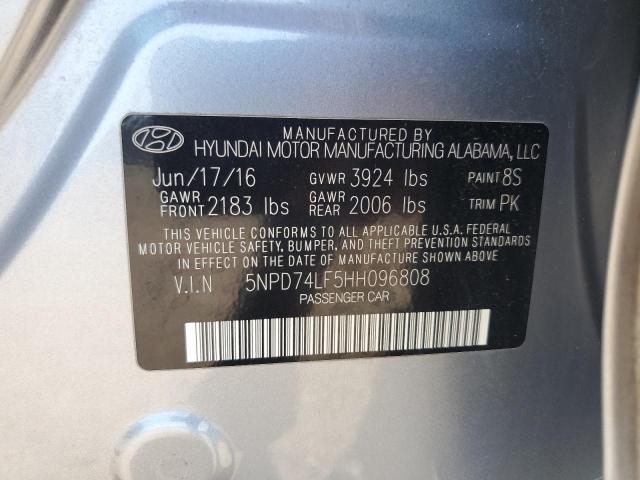 MANUFACTURED BY
HYUNDAI MOTOR MANUFACTURING ALABAMA, LLC
Jun/17/16 GVWR 3924 lbs PAINT 8S
GAWR FRONT 2183 lbs GAWR REAR 2006 lbs TRIM PK
THIS VEHICLE CONFORMS TO ALL APPLICABLE U.S.A. FEDERAL
MOTOR VEHICLE SAFETY, BUMPER, AND THEFT PREVENTION STANDARDS
IN EFFECT ON THE DATE OF MANUFACTURE SHOWN ABOVE.
V.I.N 5NPD74LF5HH096808
PASSENGER CAR